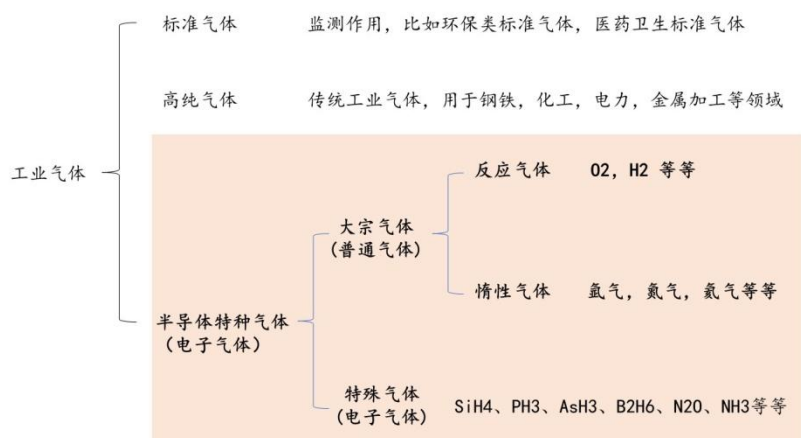 标准气体 监测作用，比如环保类标准气体，医药卫生标准气体
高纯气体 传统工业气体，用于钢铁，化工，电力，金属加工等领域
工业气体
反应气体 O2，H2 等等
大宗气体
(普通气体)
惰性气体 氩气，氮气，氦气等等
半导体特种气体
（电子气体）
特殊气体
(电子气体)
SiH4、PH3、AsH3、B2H6、N2O、NH3等等